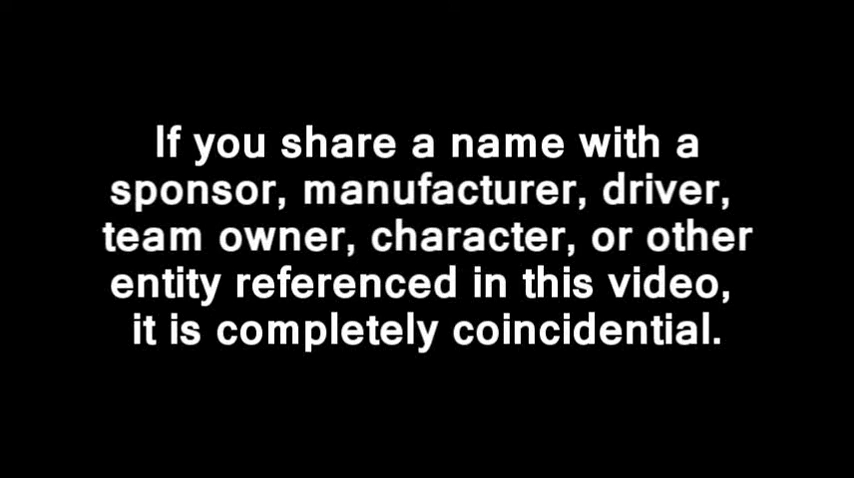 If you share a name with a
sponsor, manufacturer, driver,
team owner, character, or other
entity referenced in this video,
it is completely coincidential.